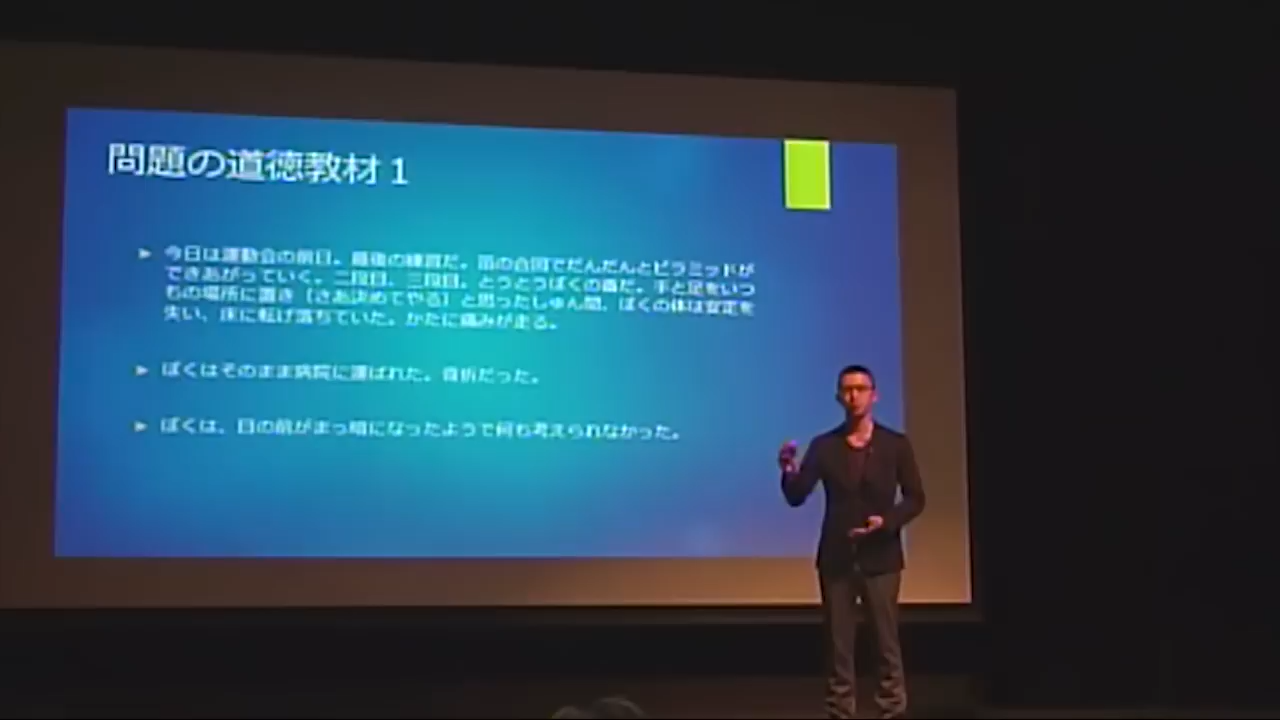 問題の道徳教材 1
▶ 今日は運動会の前日。最後の練習だ。笛の合図でだんだんとピラミッドが
できあがっていく。二段目、三段目。とうとうぼくの番だ。手と足をいつ
もの場所に置き「さあ決めてやる」と思ったしゅん間、ぼくの体は安定を
失い、床に転げ落ちていた。かたに痛みが走る。
▶ ぼくはそのまま病院に運ばれた。骨折だった。
▶ ぼくは、目の前がまっ暗になったようで何も考えられなかった。